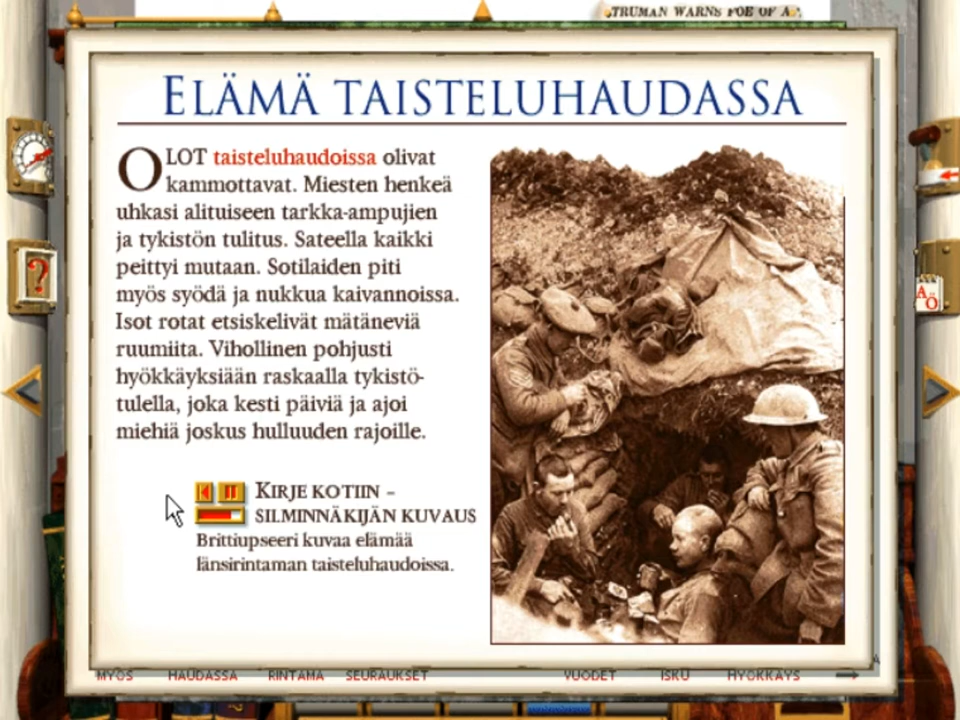 TRUMAN WARNS FOE OF A
ELÄMÄ TAISTELUHAUDASSA
OLOT taisteluhaudoissa olivat
kammottavat. Miesten henkeä
uhkasi alituiseen tarkka-ampujien
ja tykistön tulitus. Sateella kaikki
peittyi mutaan. Sotilaiden piti
myös syödä ja nukkua kaivannoissa.
Isot rotat etsiskelivät mätäneviä
ruumiita. Vihollinen pohjusti
hyökkäyksiään raskaalla tykistö-
tulella, joka kesti päiviä ja ajoi
miehiä joskus hulluuden rajoille.
KIRJE KOTIIN –
SILMINNÄKIJÄN KUVAUS
Brittiupseeri kuvaa elämää
länsirintaman taisteluhaudoissa.
?
A Ö
MYÖS HAUDASSA RINTAMA SEURAUKSET VUODET ISKU HYÖKKÄYS